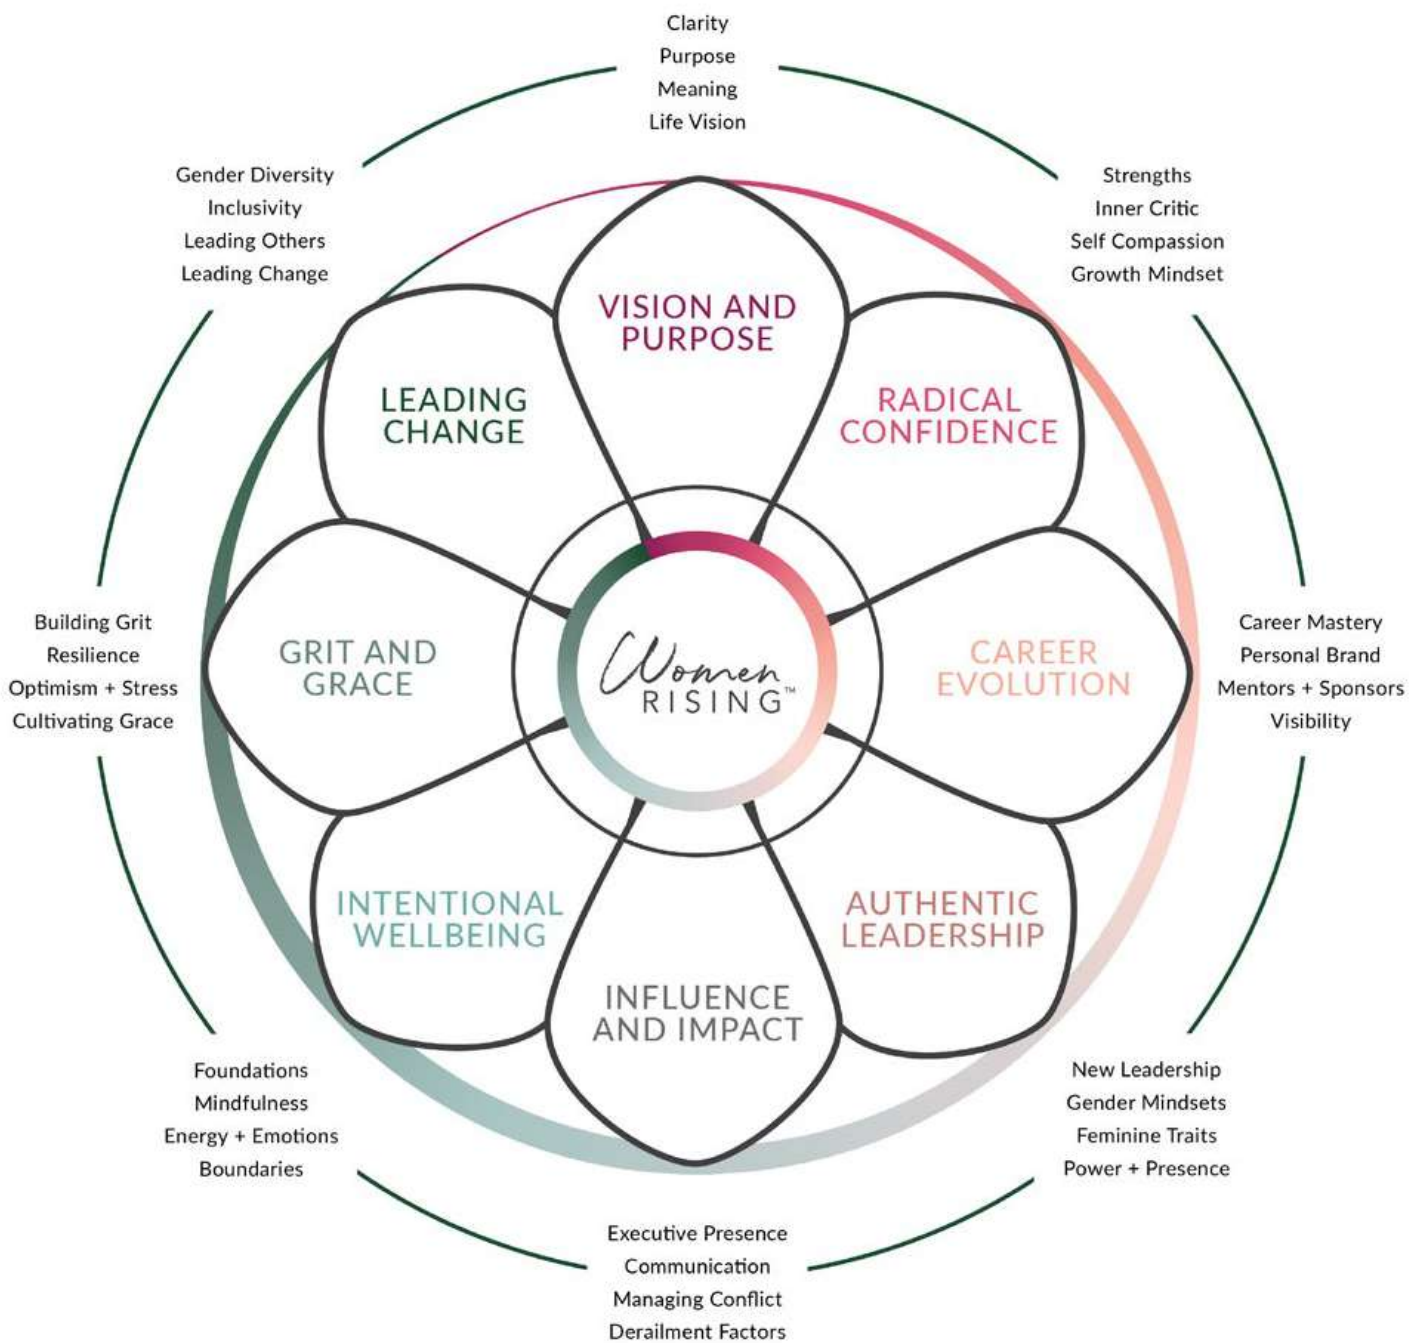 Clarity
Purpose
Meaning
Life Vision
Gender Diversity
Inclusivity
Leading Others
Leading Change
Strengths
Inner Critic
Self Compassion
Growth Mindset
VISION AND
PURPOSE
LEADING
CHANGE
RADICAL
CONFIDENCE
Building Grit
Resilience
Optimism + Stress
Cultivating Grace
GRIT AND
GRACE
Women
RISING™
CAREER
EVOLUTION
Career Mastery
Personal Brand
Mentors + Sponsors
Visibility
INTENTIONAL
WELLBEING
AUTHENTIC
LEADERSHIP
INFLUENCE
AND IMPACT
Foundations
Mindfulness
Energy + Emotions
Boundaries
New Leadership
Gender Mindsets
Feminine Traits
Power + Presence
Executive Presence
Communication
Managing Conflict
Derailment Factors